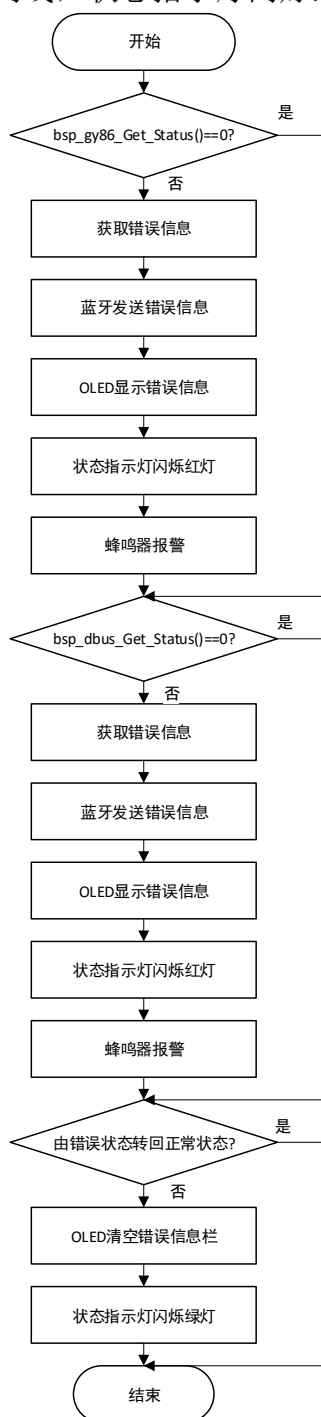 开始
bsp_gy86_Get_Status()==0?
是
否
获取错误信息
蓝牙发送错误信息
OLED显示错误信息
状态指示灯闪烁红灯
蜂鸣器报警
bsp_dbus_Get_Status()==0?
是
否
获取错误信息
蓝牙发送错误信息
OLED显示错误信息
状态指示灯闪烁红灯
蜂鸣器报警
由错误状态转回正常状态?
是
否
OLED清空错误信息栏
状态指示灯闪烁绿灯
结束